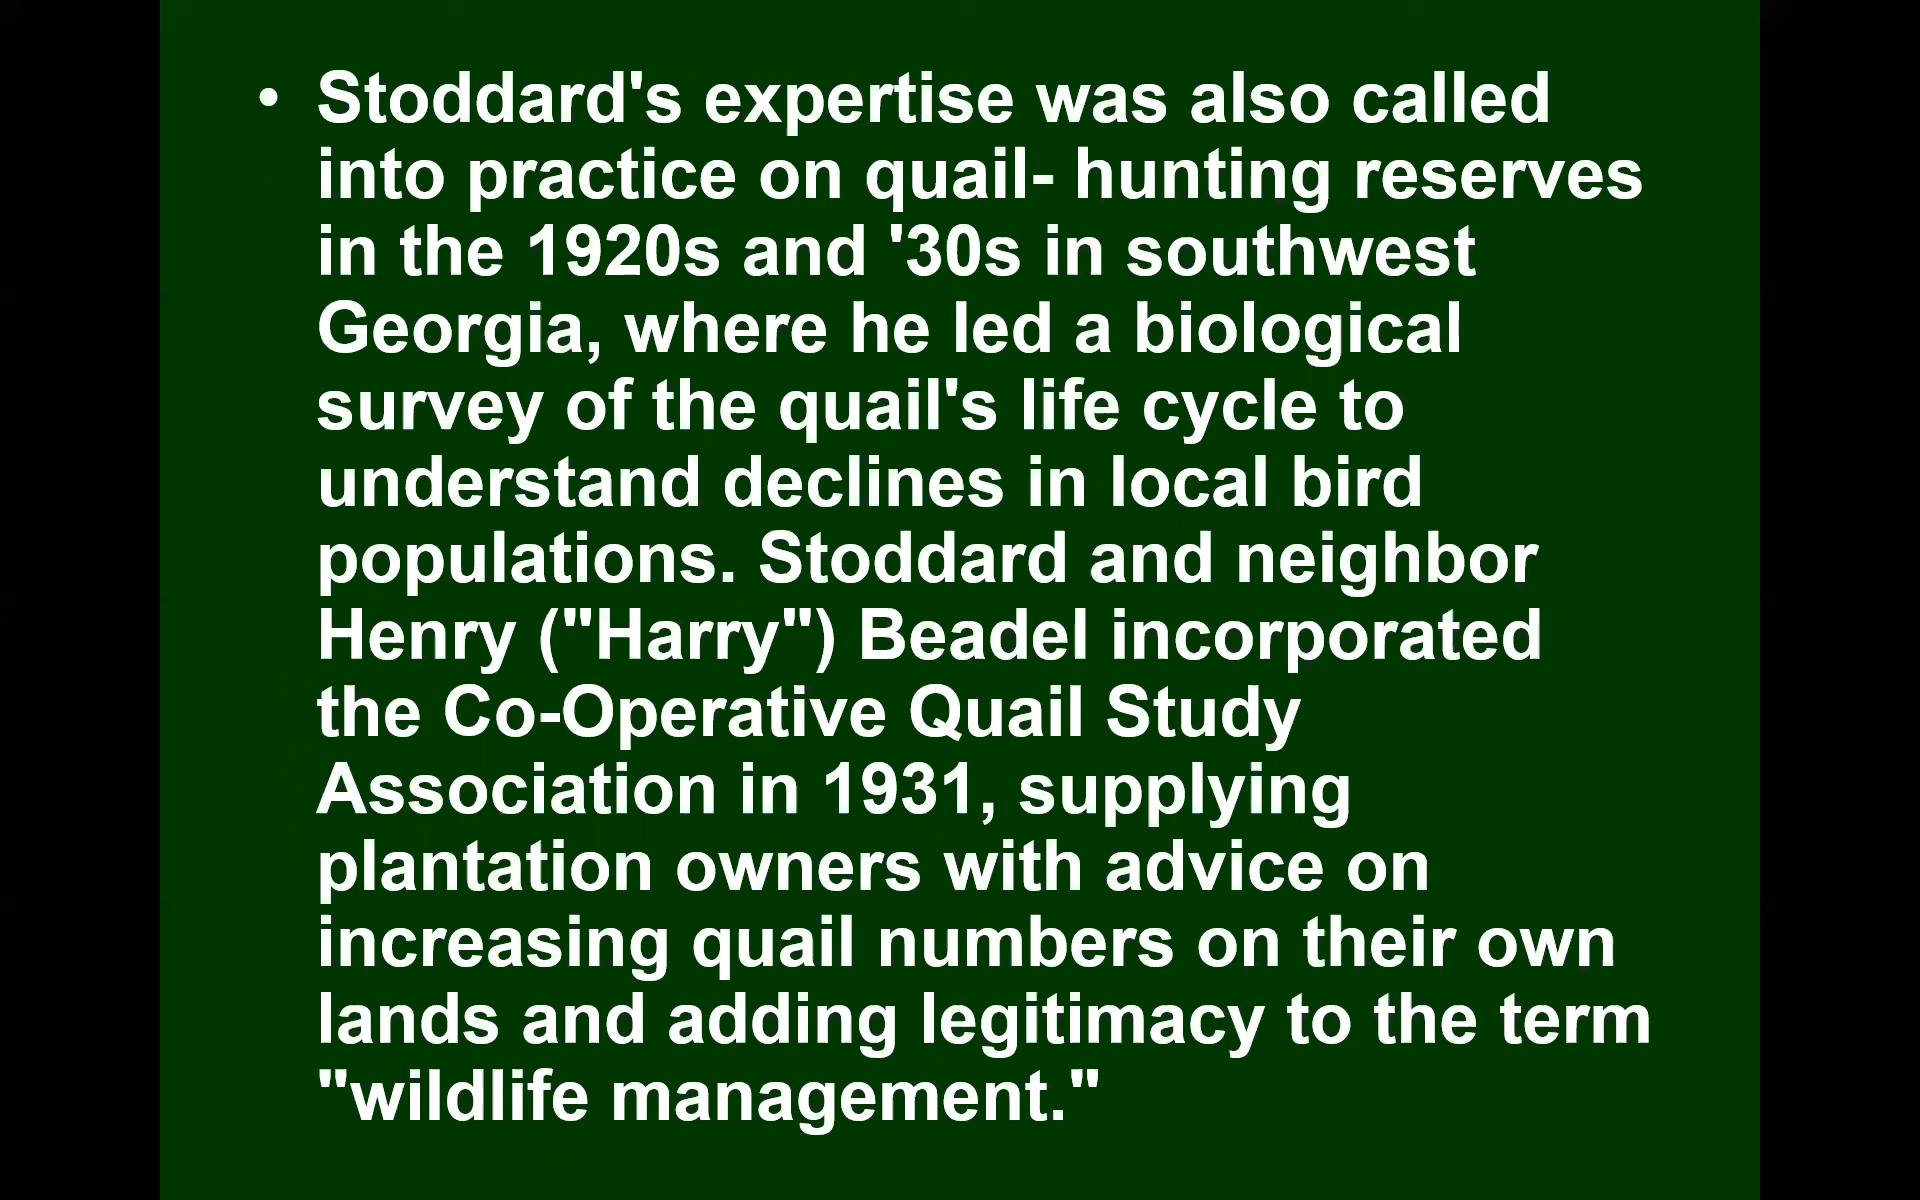 • Stoddard's expertise was also called
into practice on quail- hunting reserves
in the 1920s and '30s in southwest
Georgia, where he led a biological
survey of the quail's life cycle to
understand declines in local bird
populations. Stoddard and neighbor
Henry ("Harry") Beadel incorporated
the Co-Operative Quail Study
Association in 1931, supplying
plantation owners with advice on
increasing quail numbers on their own
lands and adding legitimacy to the term
"wildlife management."